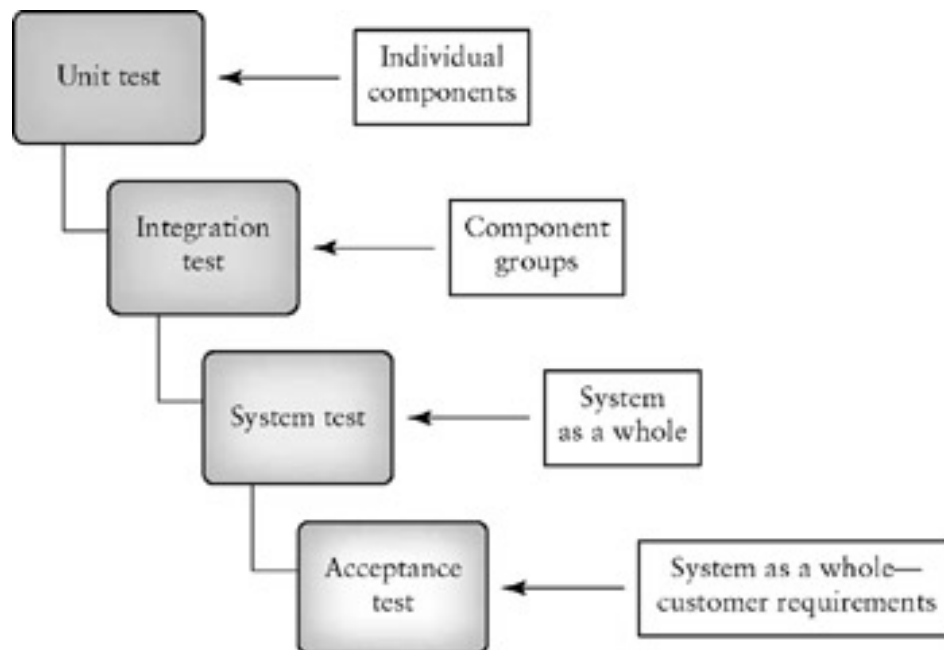 Unit test
Individual
components
Integration
test
Component
groups
System test
System
as a whole
Acceptance
test
System as a whole—
customer requirements